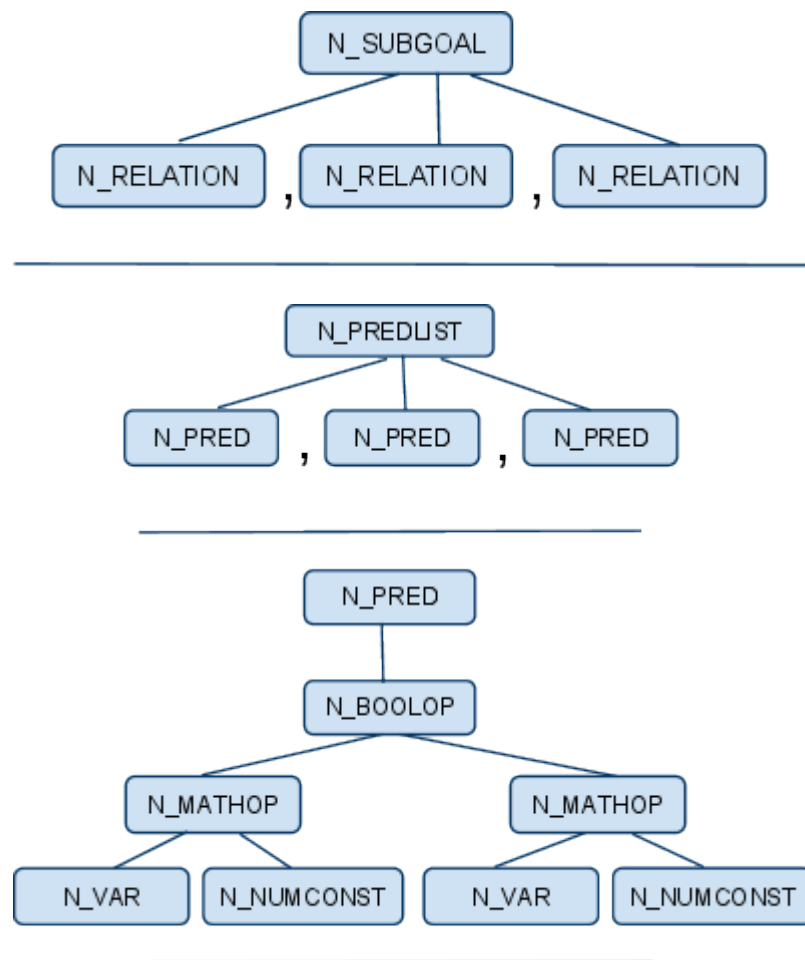 N_SUBGOAL
N_RELATION , N_RELATION , N_RELATION
N_PREDLIST
N_PRED , N_PRED , N_PRED
N_PRED
N_BOOLOP
N_MATHOP N_MATHOP
N_VAR N_NUMCONST N_VAR N_NUMCONST